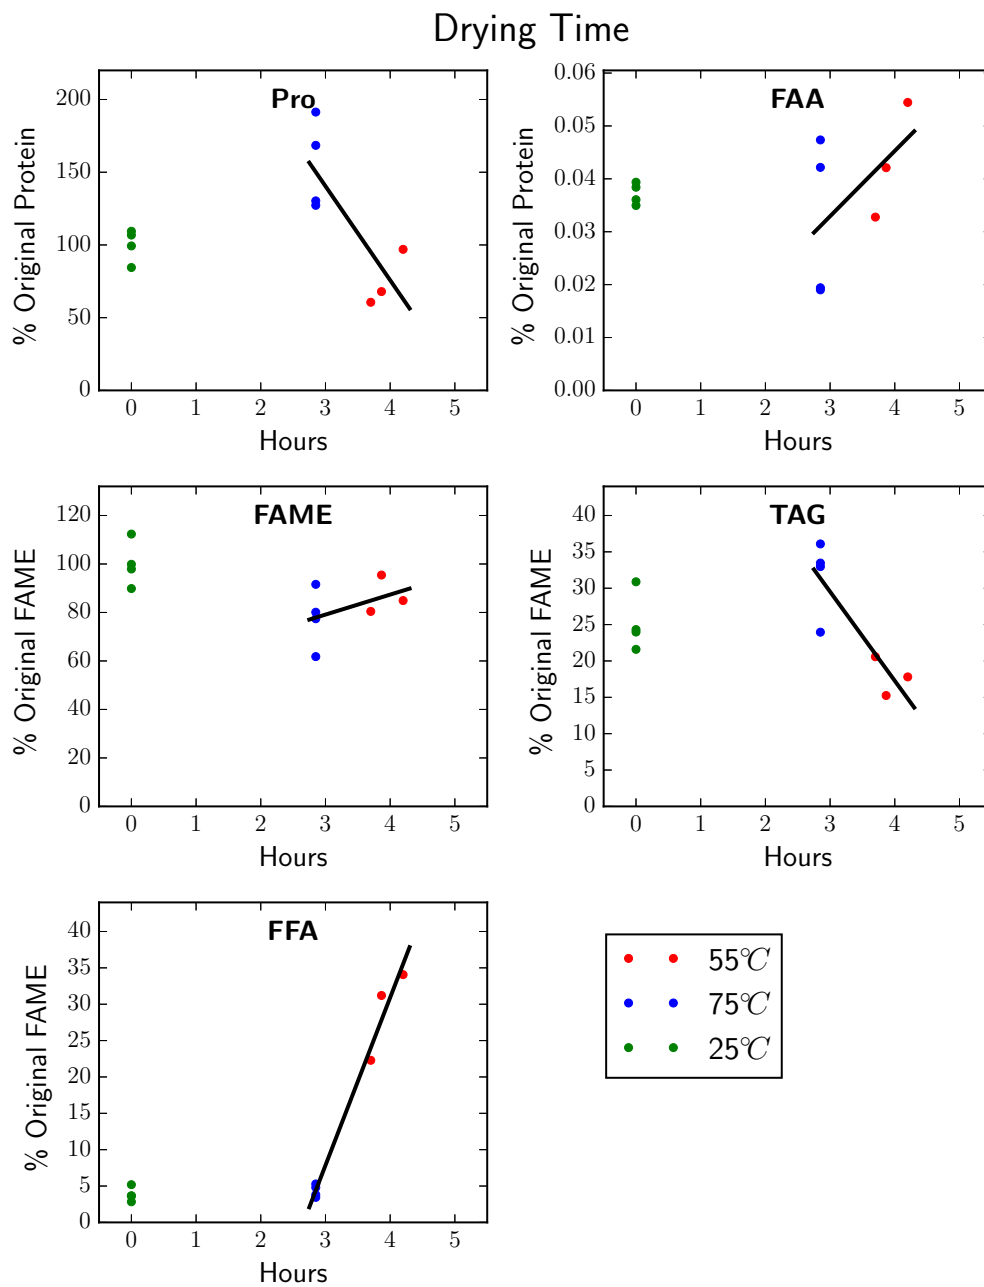 Drying Time
Pro
% Original Protein
200
150
100
50
0
0 1 2 3 4 5
Hours
FAA
% Original Protein
0.06
0.05
0.04
0.03
0.02
0.01
0.00
0 1 2 3 4 5
Hours
FAME
% Original FAME
120
100
80
60
40
20
0
0 1 2 3 4 5
Hours
TAG
% Original FAME
40
35
30
25
20
15
10
5
0
0 1 2 3 4 5
Hours
FFA
% Original FAME
40
35
30
25
20
15
10
5
0
0 1 2 3 4 5
Hours
55°C
75°C
25°C